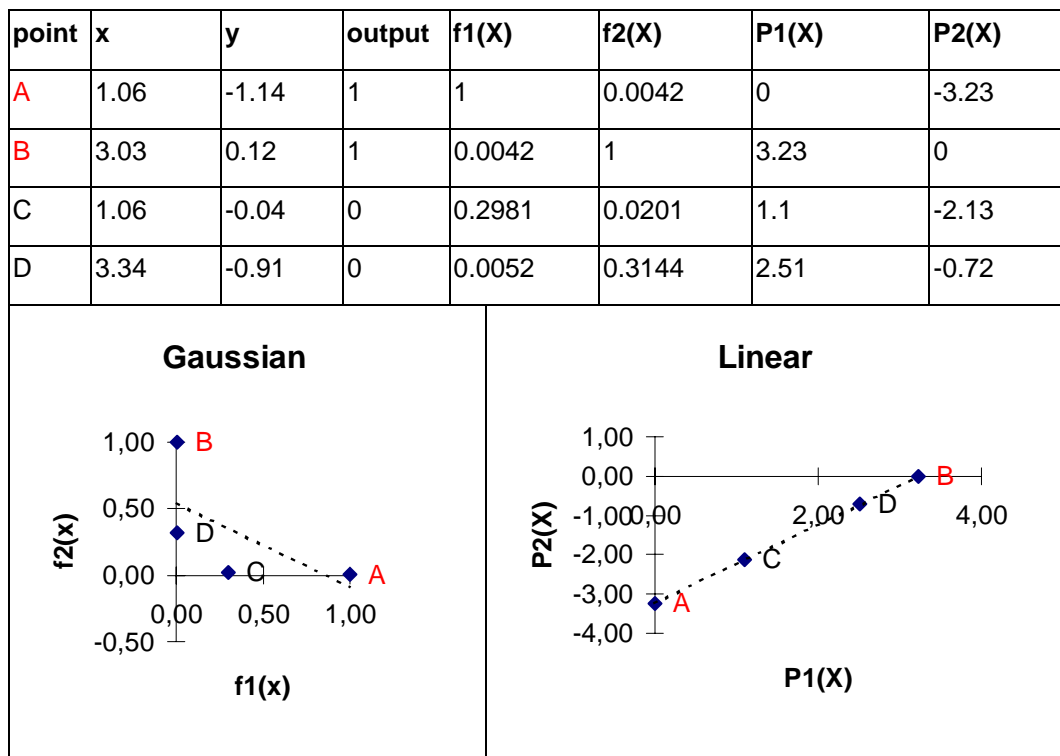 point x y output f1(X) f2(X) P1(X) P2(X)
A 1.06 -1.14 1 1 0.0042 0 -3.23
B 3.03 0.12 1 0.0042 1 3.23 0
C 1.06 -0.04 0 0.2981 0.0201 1.1 -2.13
D 3.34 -0.91 0 0.0052 0.3144 2.51 -0.72
Gaussian
1,00
0,50
0,00
-0,50
0,00 0,50 1,00
B
D
C
A
f2(x)
f1(x)
Linear
1,00
0,00
-1,00
-2,00
-3,00
-4,00
0,00 2,00 4,00
B
D
C
A
P2(X)
P1(X)